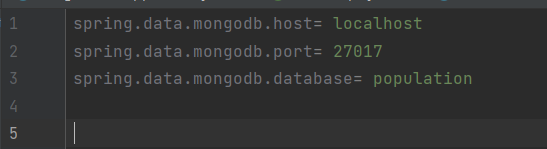 1 spring.data.mongodb.host= localhost
2 spring.data.mongodb.port= 27017
3 spring.data.mongodb.database= population
4
5